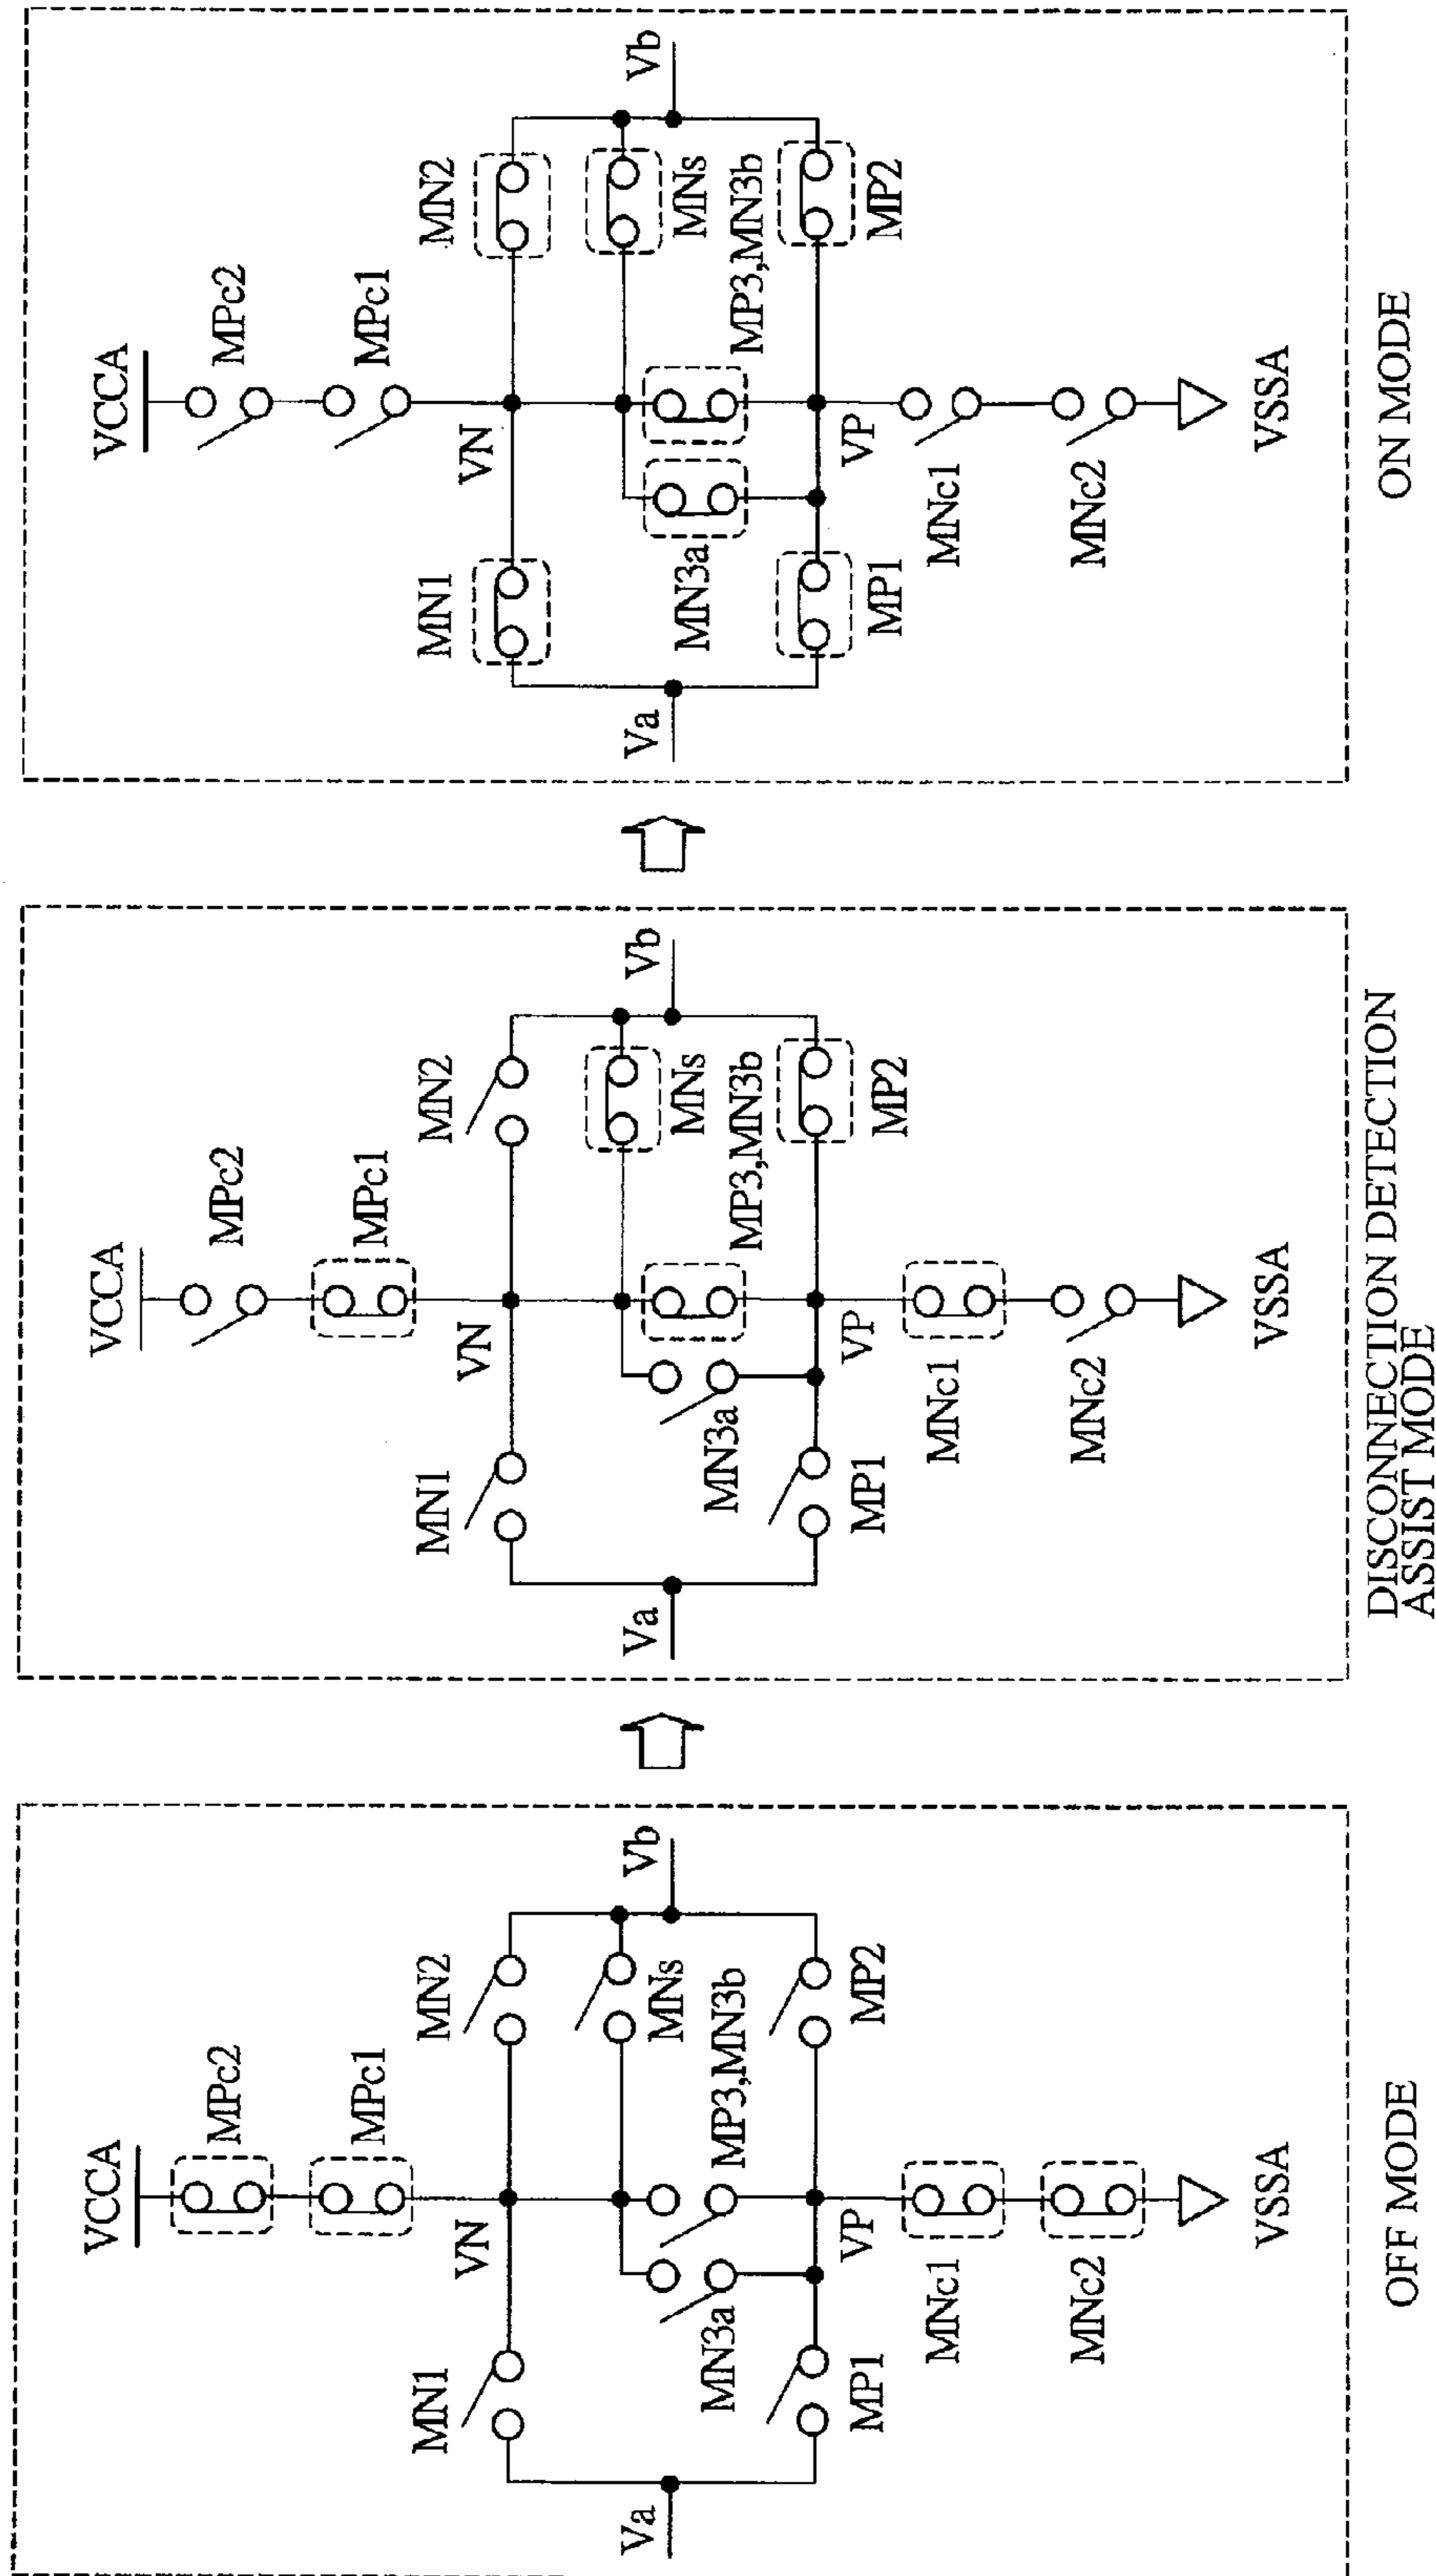 VCCA
MPc2
MPc1
MN1
VN
MN2
MNs
Va
Vb
MN3a
MP3,MN3b
MP1
VP
MP2
MNc1
MNc2
VSSA
OFF MODE
VCCA
MPc2
MPc1
MN1
VN
MN2
MNs
Va
Vb
MN3a
MP3,MN3b
MP1
VP
MP2
MNc1
MNc2
VSSA
DISCONNECTION DETECTION
ASSIST MODE
VCCA
MPc2
MPc1
MN1
VN
MN2
MNs
Va
Vb
MN3a
MP3,MN3b
MP1
VP
MP2
MNc1
MNc2
VSSA
ON MODE